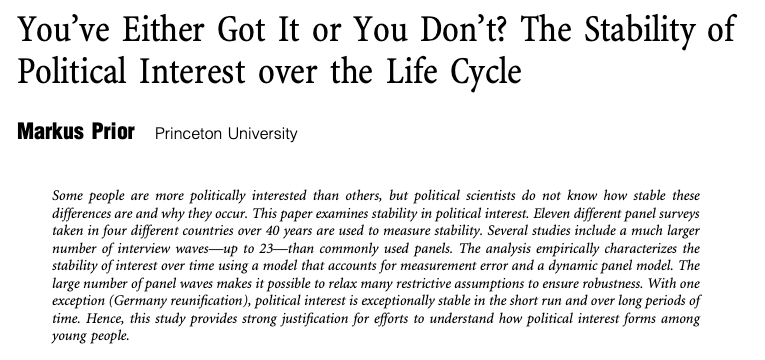 You've Either Got It or You Don't? The Stability of
Political Interest over the Life Cycle
Markus Prior Princeton University
Some people are more politically interested than others, but political scientists do not know how stable these
differences are and why they occur. This paper examines stability in political interest. Eleven different panel surveys
taken in four different countries over 40 years are used to measure stability. Several studies include a much larger
number of interview waves—up to 23—than commonly used panels. The analysis empirically characterizes the
stability of interest over time using a model that accounts for measurement error and a dynamic panel model. The
large number of panel waves makes it possible to relax many restrictive assumptions to ensure robustness. With one
exception (Germany reunification), political interest is exceptionally stable in the short run and over long periods of
time. Hence, this study provides strong justification for efforts to understand how political interest forms among
young people.